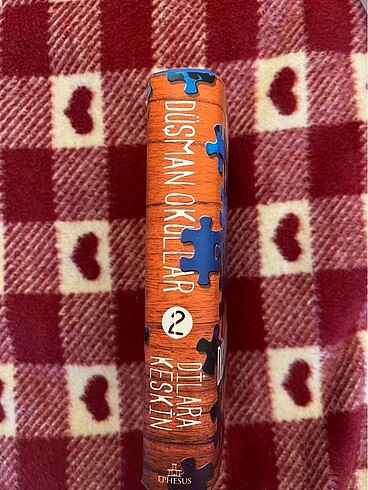 DÜŞMAN OKULLAR
2
DİLARA
KESKİN
EPHESUS